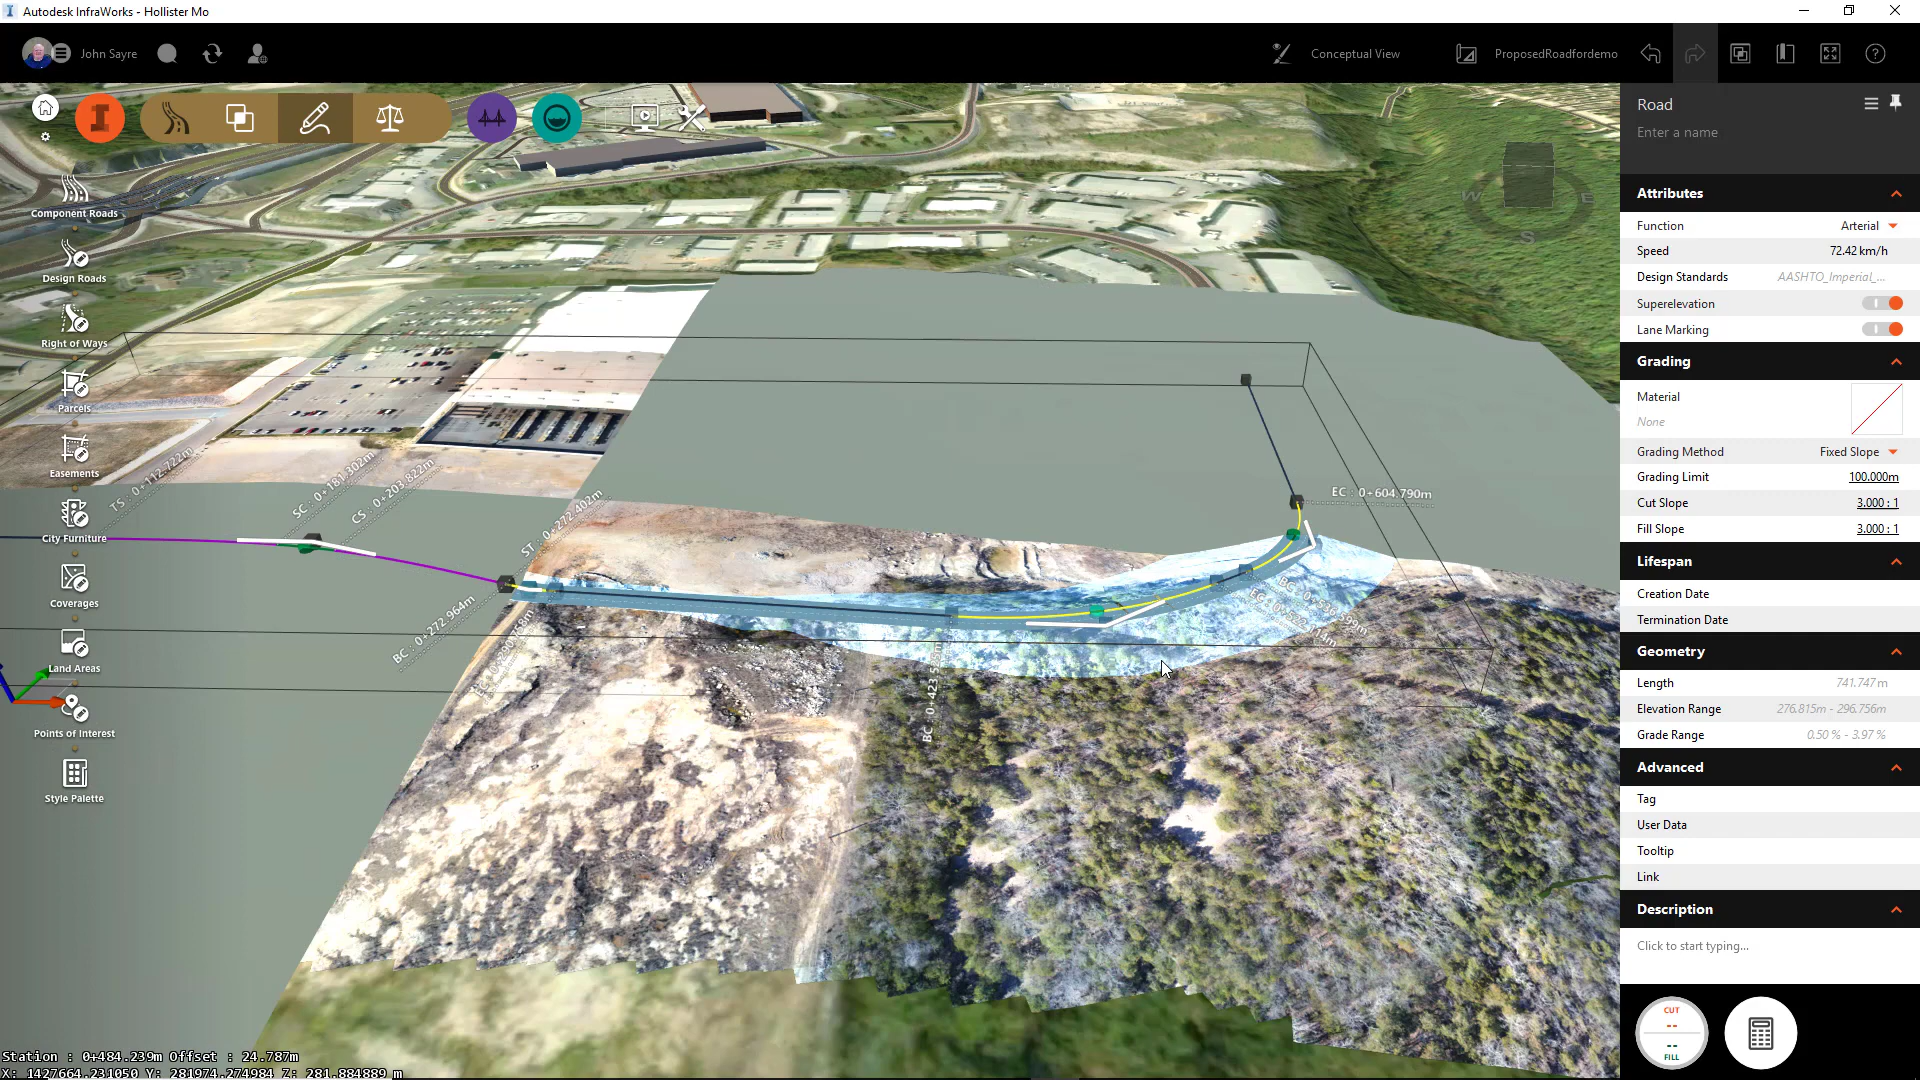 Autodesk InfraWorks - Hollister Mo
John Sayre
Conceptual View
ProposedRoadfordemo
Component Roads
Design Roads
Right of Ways
Parcels
Easements
City Furniture
Coverages
Land Areas
Points of Interest
Style Palette
W
E
S
TS : 0+112.722m
SC : 0+181.302m
CS : 0+203.822m
ST : 0+272.402m
BC : 0+272.964m
EC : 0+604.790m
Road
Enter a name
Attributes
Function Arterial
Speed 72.42 km/h
Design Standards AASHTO_Imperial_...
Superelevation
Lane Marking
Grading
Material
None
Grading Method Fixed Slope
Grading Limit 100.000m
Cut Slope 3.000 : 1
Fill Slope 3.000 : 1
Lifespan
Creation Date
Termination Date
Geometry
Length 741.747 m
Elevation Range 276.815m - 296.756m
Grade Range 0.50 % - 3.97 %
Advanced
Tag
User Data
Tooltip
Link
Description
Click to start typing...
CUT
--
--
FILL
Station : 0+484.239m Offset : 24.787m
X: 1427664.231050 Y: 281974.274984 Z: 281.884889 m